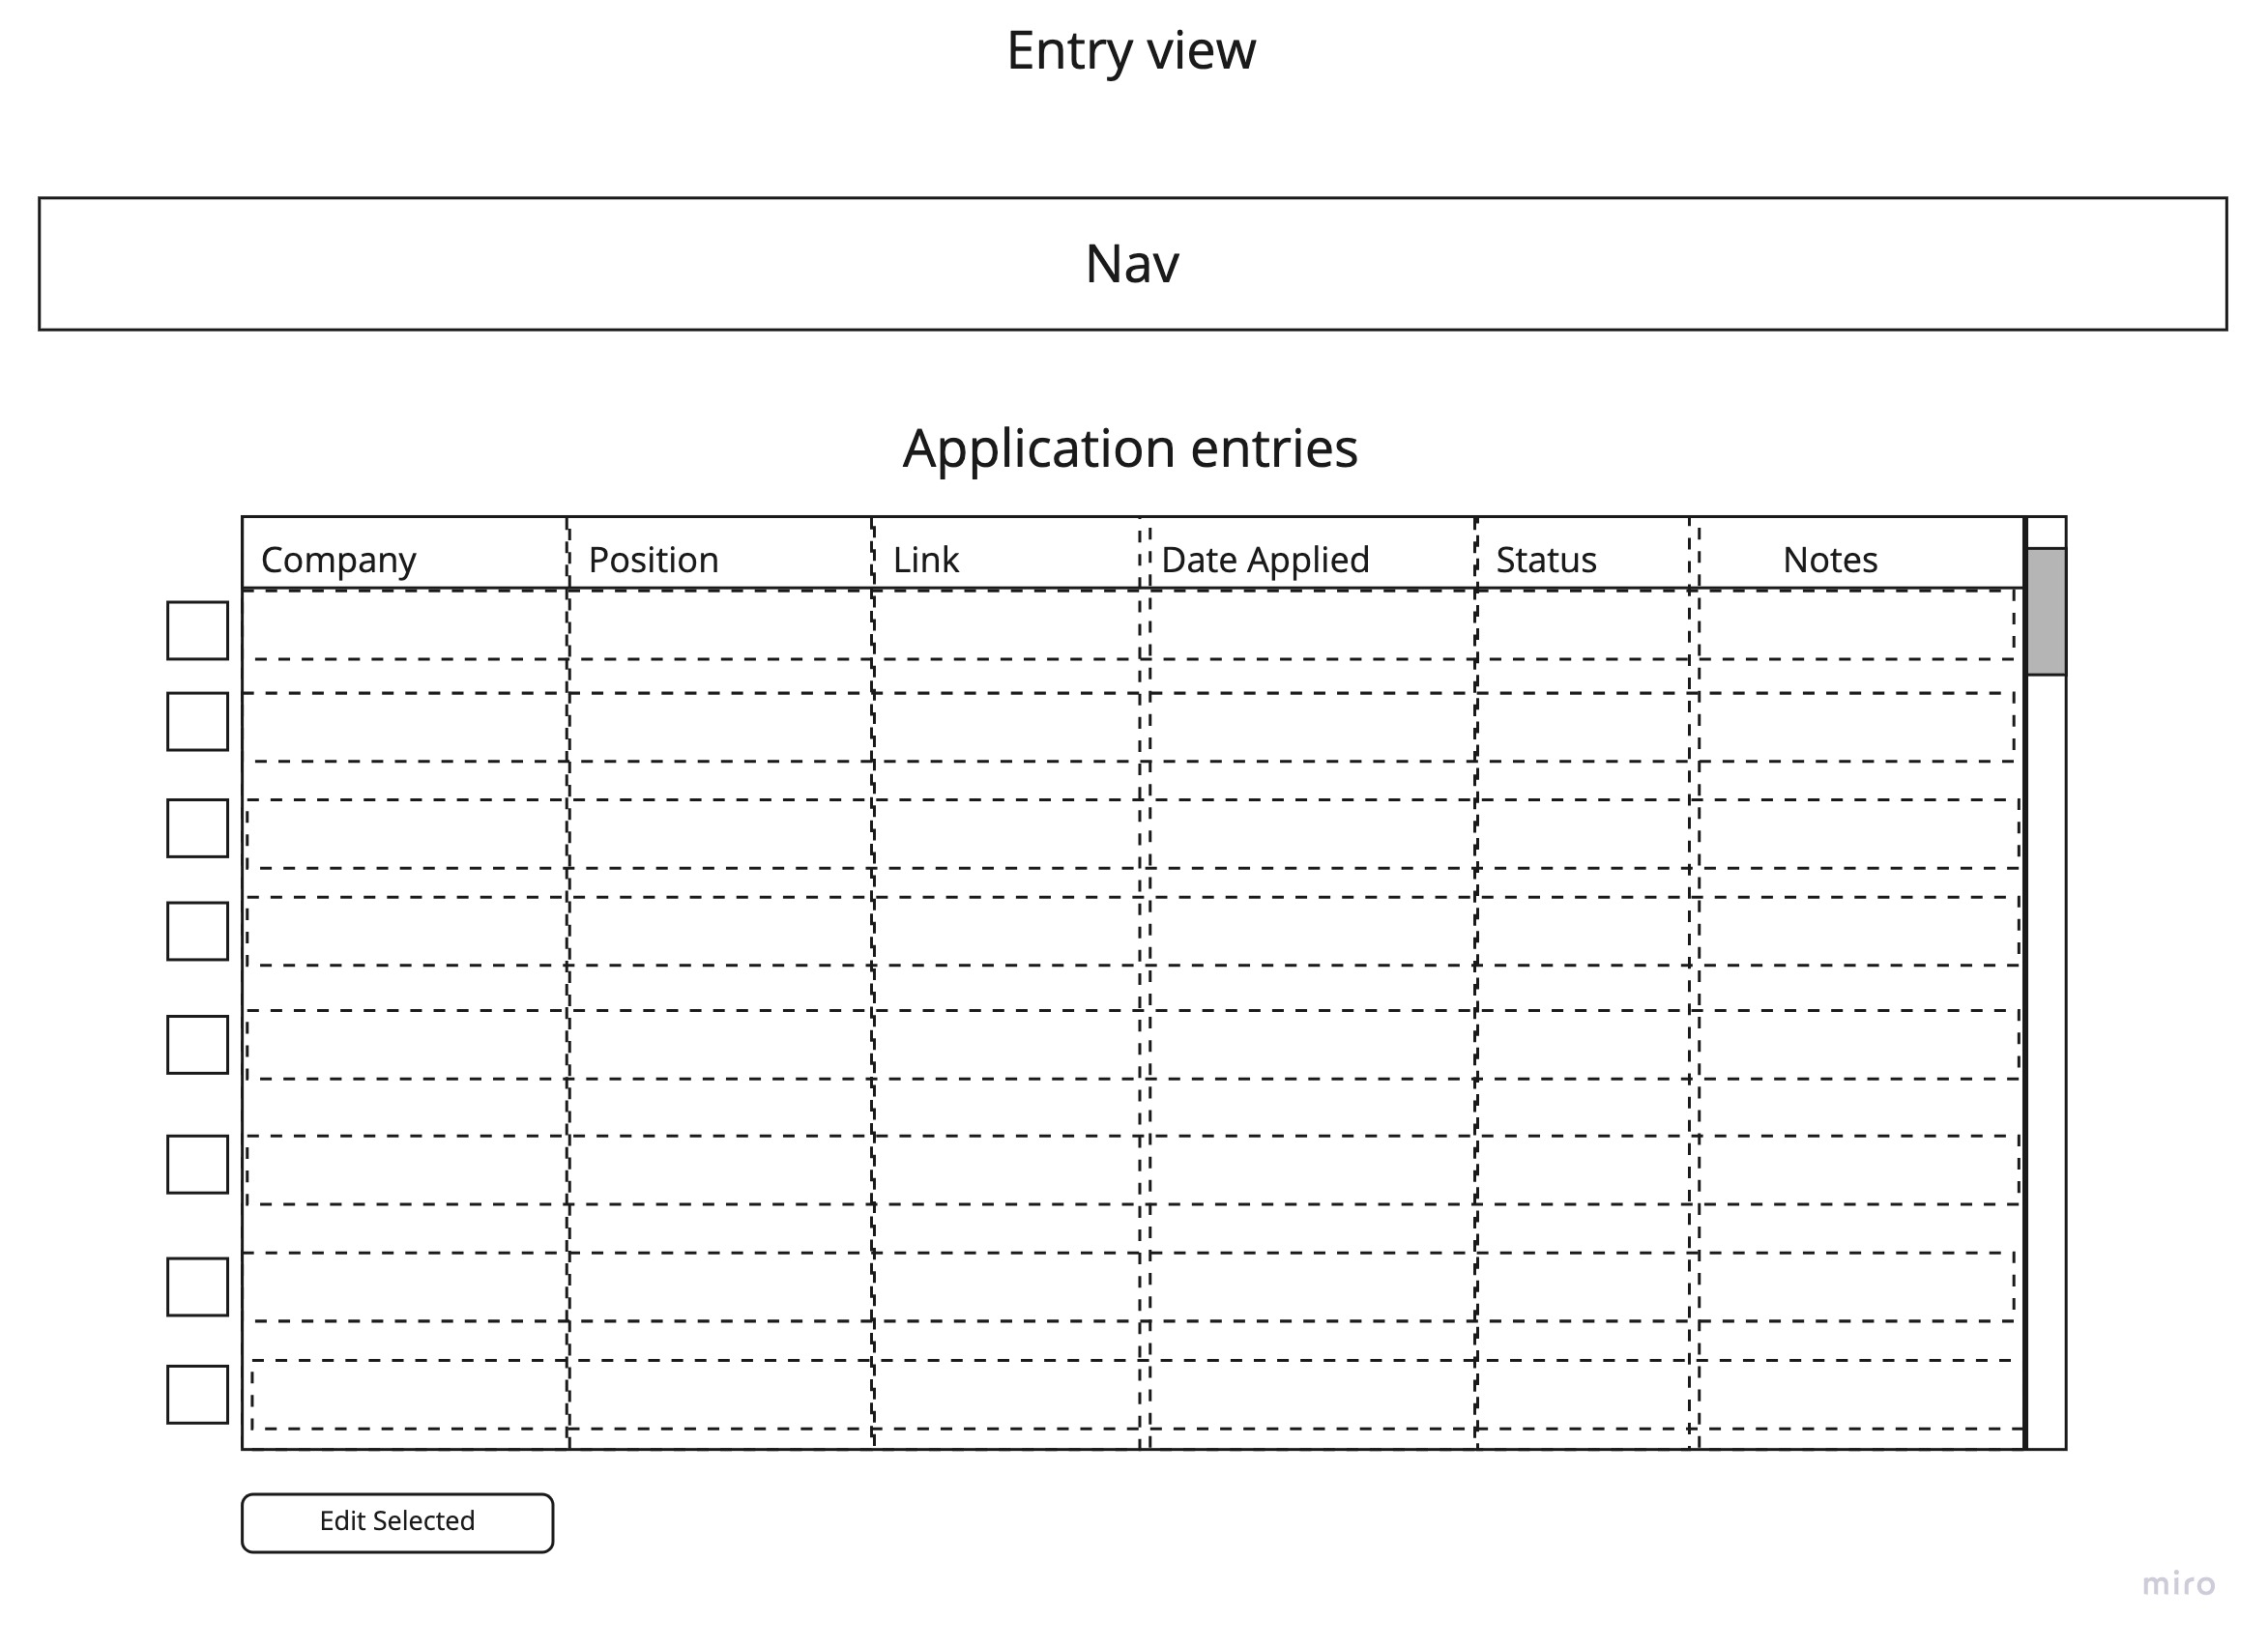 Entry view
Nav
Application entries
Company Position Link Date Applied Status Notes
Edit Selected
miro